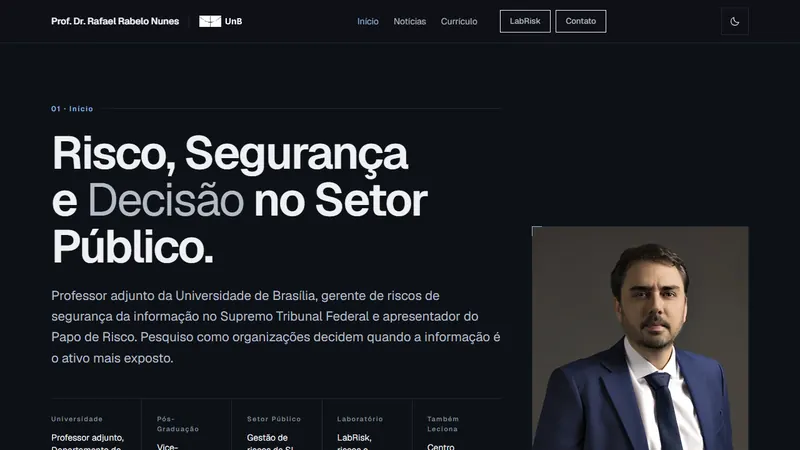 Prof. Dr. Rafael Rabelo Nunes
UnB
Início
Notícias
Currículo
LabRisk
Contato
01 · Início
Risco, Segurança
e Decisão no Setor
Público.
Professor adjunto da Universidade de Brasília, gerente de riscos de
segurança da informação no Supremo Tribunal Federal e apresentador do
Papo de Risco. Pesquiso como organizações decidem quando a informação é
o ativo mais exposto.
Universidade
Professor adjunto,
Departamento de
Pós-
Graduação
Vice-
Setor Público
Gestão de
riscos de SI
Laboratório
LabRisk,
riscos e
Também
Leciona
Centro